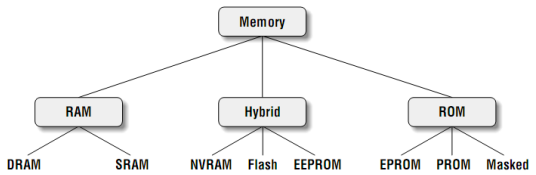 Memory
RAM Hybrid ROM
DRAM SRAM NVRAM Flash EEPROM EPROM PROM Masked